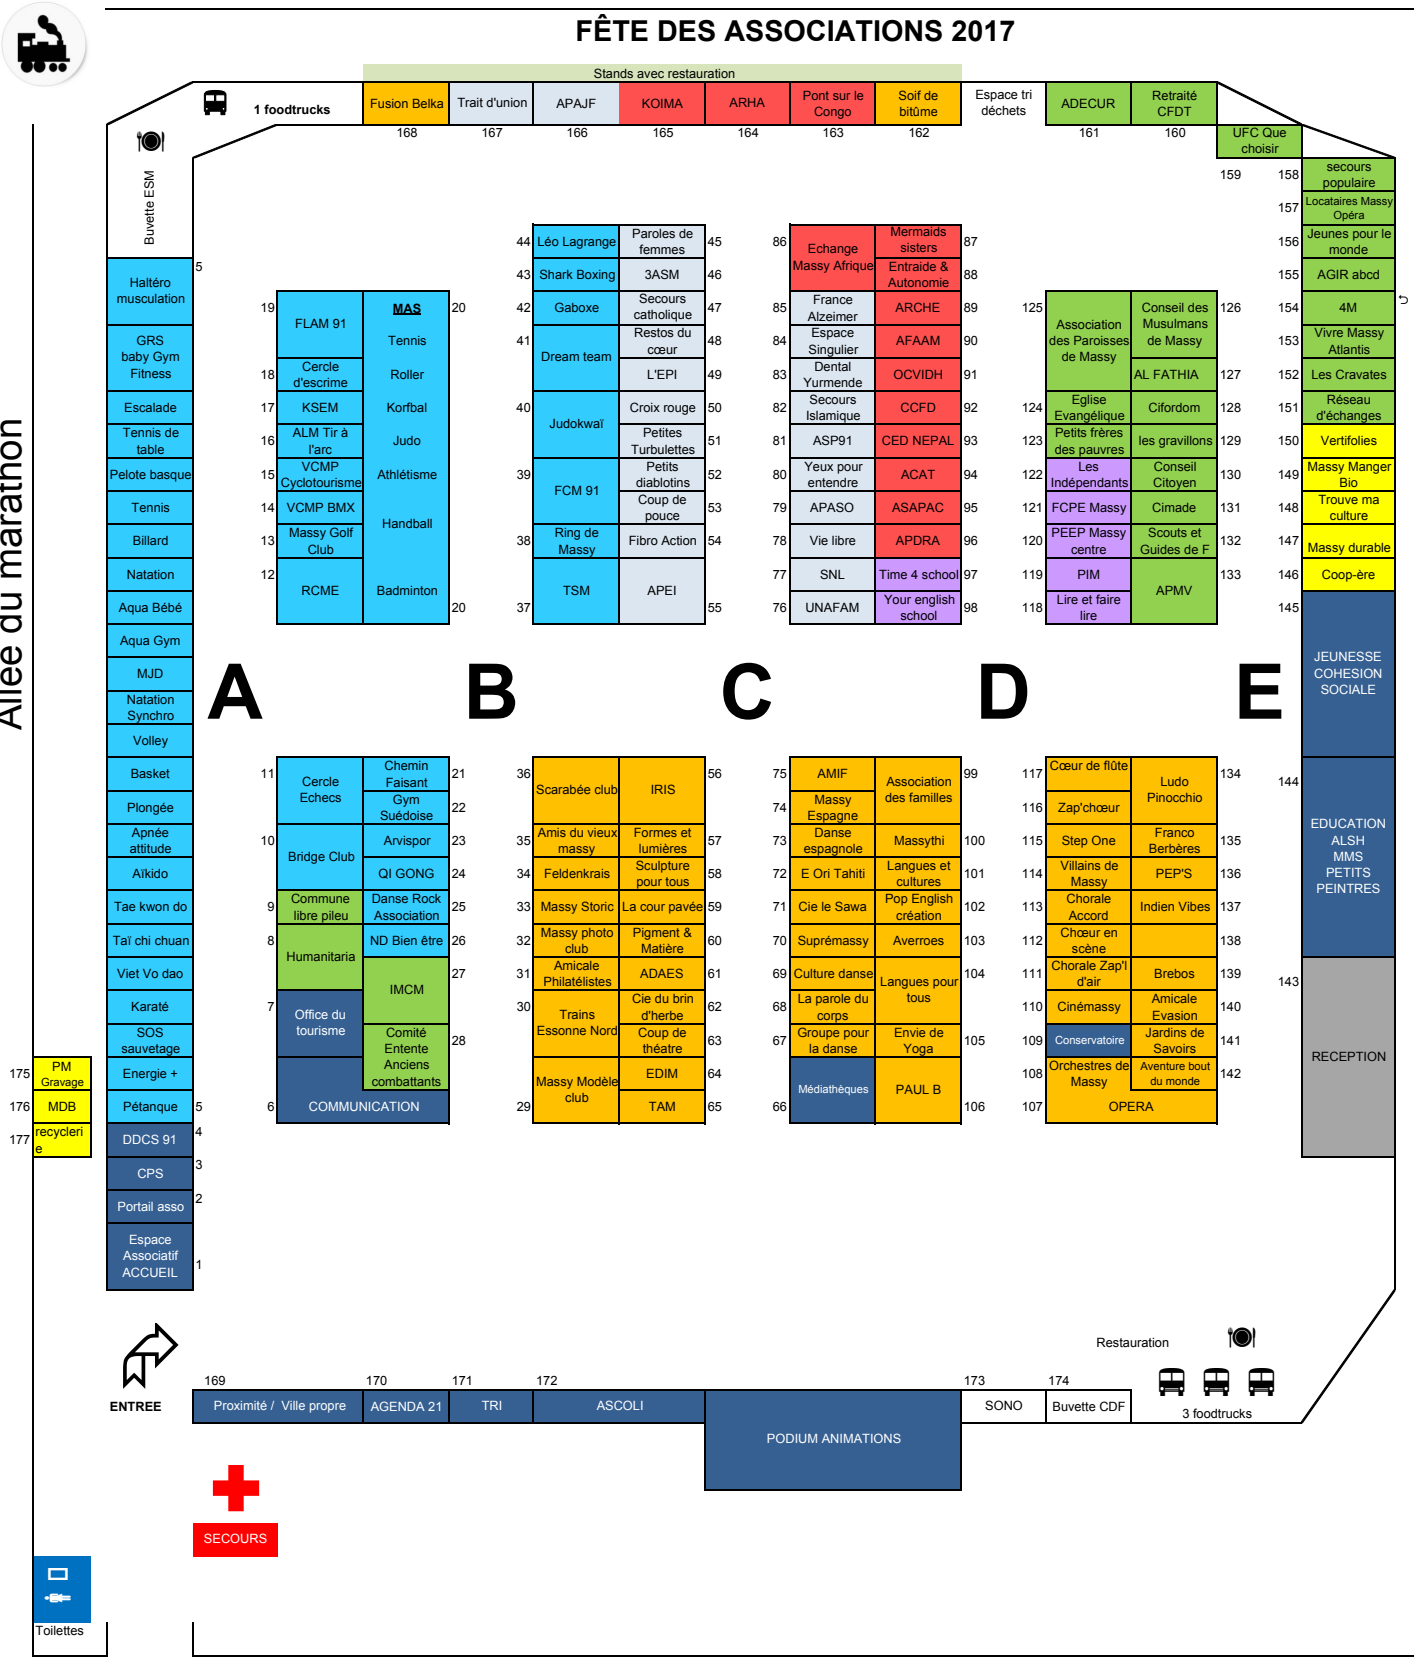 FÊTE DES ASSOCIATIONS 2017
Stands avec restauration
1 foodtrucks
Fusion Belka
Trait d'union
APAJF
KOIMA
ARHA
Pont sur le
Congo
Soif de
bitûme
Espace tri
déchets
ADECUR
Retraité
CFDT
168
167
166
165
164
163
162
161
160
UFC Que
choisir
159
Allée du marathon
Buvette ESM
5
Haltéro
musculation
GRS
baby Gym
Fitness
Escalade
Tennis de
table
Pelote basque
Tennis
Billard
Natation
Aqua Bébé
Aqua Gym
MJD
Natation
Synchro
Volley
Basket
Plongée
Apnée
attitude
Aïkido
Tae kwon do
Taï chi chuan
Viet Vo dao
Karaté
SOS
sauvetage
Energie +
Pétanque
5
DDCS 91
4
CPS
3
Portail asso
2
Espace
Associatif
ACCUEIL
1
175
PM
Gravage
176
MDB
177
recycleri
e
A
B
C
D
E
19
FLAM 91
18
Cercle
d'escrime
17
KSEM
16
ALM Tir à
l'arc
15
VCMP
Cyclotourisme
14
VCMP BMX
13
Massy Golf
Club
12
RCME
MAS
20
Tennis
Roller
Korfbal
Judo
Athlétisme
Handball
Badminton
20
44
Léo Lagrange
43
Shark Boxing
42
Gaboxe
41
Dream team
40
Judokwaï
39
FCM 91
38
Ring de
Massy
37
TSM
Paroles de
femmes
45
3ASM
46
Secours
catholique
47
Restos du
cœur
48
L'EPI
49
Croix rouge
50
Petites
Turbulettes
51
Petits
diablotins
52
Coup de
pouce
53
Fibro Action
54
APEI
55
86
Echange
Massy Afrique
85
France
Alzeimer
84
Espace
Singulier
83
Dental
Yurmende
82
Secours
Islamique
81
ASP91
80
Yeux pour
entendre
79
APASO
78
Vie libre
77
SNL
76
UNAFAM
Mermaids
sisters
87
Entraide &
Autonomie
88
ARCHE
89
AFAAM
90
OCVIDH
91
CCFD
92
CED NEPAL
93
ACAT
94
ASAPAC
95
APDRA
96
Time 4 school
97
Your english
school
98
125
Association
des Paroisses
de Massy
124
Eglise
Evangélique
123
Petits frères
des pauvres
122
Les
Indépendants
121
FCPE Massy
120
PEEP Massy
centre
119
PIM
118
Lire et faire
lire
Conseil des
Musulmans
de Massy
126
AL FATHIA
127
Cifordom
128
les gravillons
129
Conseil
Citoyen
130
Cimade
131
Scouts et
Guides de F
132
APMV
133
158
secours
populaire
157
Locataires Massy
Opéra
156
Jeunes pour le
monde
155
AGIR abcd
154
4M
153
Vivre Massy
Atlantis
152
Les Cravates
151
Réseau
d'échanges
150
Vertifolies
149
Massy Manger
Bio
148
Trouve ma
culture
147
Massy durable
146
Coop-ère
145
JEUNESSE
COHESION
SOCIALE
144
EDUCATION
ALSH
MMS
PETITS
PEINTRES
143
RECEPTION
11
Cercle
Echecs
10
Bridge Club
9
Commune
libre pileu
8
Humanitaria
7
Office du
tourisme
6
COMMUNICATION
Chemin
Faisant
21
Gym
Suédoise
22
Arvispor
23
QI GONG
24
Danse Rock
Association
25
ND Bien être
26
27
IMCM
Comité
Entente
Anciens
combattants
28
36
Scarabée club
35
Amis du vieux
massy
34
Feldenkrais
33
Massy Storic
32
Massy photo
club
31
Amicale
Philatélistes
30
Trains
Essonne Nord
Massy Modèle
club
29
IRIS
56
Formes et
lumières
57
Sculpture
pour tous
58
La cour pavée
59
Pigment &
Matière
60
ADAES
61
Cie du brin
d'herbe
62
Coup de
théatre
63
EDIM
64
TAM
65
75
AMIF
74
Massy
Espagne
73
Danse
espagnole
72
E Ori Tahiti
71
Cie le Sawa
70
Suprémassy
69
Culture danse
68
La parole du
corps
67
Groupe pour
la danse
Médiathèques
66
Association
des familles
99
Massythi
100
Langues et
cultures
101
Pop English
création
102
Averroes
103
Langues pour
tous
104
Envie de
Yoga
105
PAUL B
106
117
Cœur de flûte
116
Zap'chœur
115
Step One
114
Villains de
Massy
113
Chorale
Accord
112
Chœur en
scène
111
Chorale Zap'l
d'air
110
Cinémassy
109
Conservatoire
108
Orchestres de
Massy
107
OPERA
Ludo
Pinocchio
134
Franco
Berbères
135
PEP'S
136
Indien Vibes
137
138
Brebos
139
Amicale
Evasion
140
Jardins de
Savoirs
141
Aventure bout
du monde
142
ENTREE
Restauration
169
170
171
172
173
174
Proximité / Ville propre
AGENDA 21
TRI
ASCOLI
PODIUM ANIMATIONS
SONO
Buvette CDF
3 foodtrucks
SECOURS
Toilettes